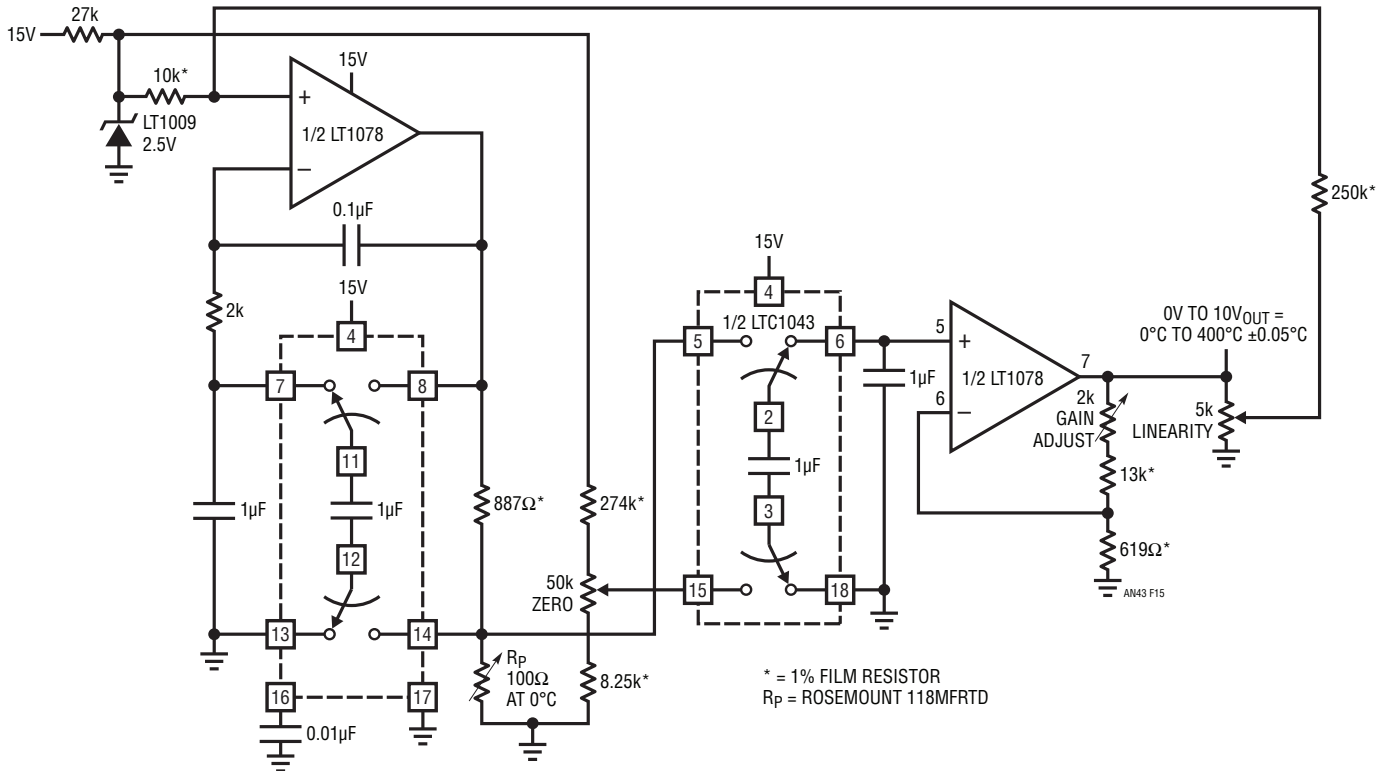 27k
15V
10k*
LT1009
2.5V
15V
+
1/2 LT1078
–
0.1µF
2k
15V
4
7
8
11
1µF
1µF
12
13
14
16
17
0.01µF
887Ω*
274k*
50k
ZERO
RP
100Ω
AT 0°C
8.25k*
15V
4
1/2 LTC1043
5
6
2
1µF
3
15
18
1µF
5
+
1/2 LT1078
6
–
7
2k
GAIN
ADJUST
13k*
619Ω*
0V TO 10VOUT =
0°C TO 400°C ±0.05°C
5k
LINEARITY
250k*
AN43 F15
* = 1% FILM RESISTOR
RP = ROSEMOUNT 118MFRTD